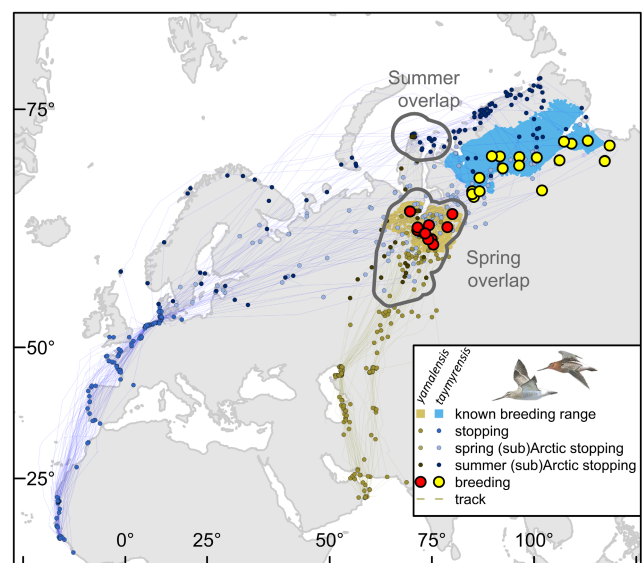 Summer
overlap
75°
Spring
overlap
50°
yamalensis
taymyrensis
known breeding range
stopping
spring (sub)Arctic stopping
summer (sub)Arctic stopping
breeding
track
25°
0° 25° 50° 75° 100°